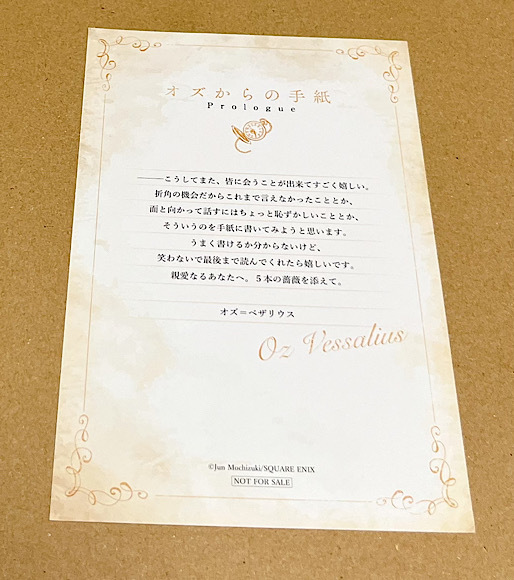 オズからの手紙
Prologue
――こうしてまた、皆に会うことが出来てすごく嬉しい。
折角の機会だからこれまで言えなかったこととか、
面と向かって話すにはちょっと恥ずかしいこととか、
そういうのを手紙に書いてみようと思います。
うまく書けるか分からないけど、
笑わないで最後まで読んでくれたら嬉しいです。
親愛なるあなたへ。５本の薔薇を添えて。
オズ＝ベザリウス
Oz Vessalius
©Jun Mochizuki/SQUARE ENIX
NOT FOR SALE